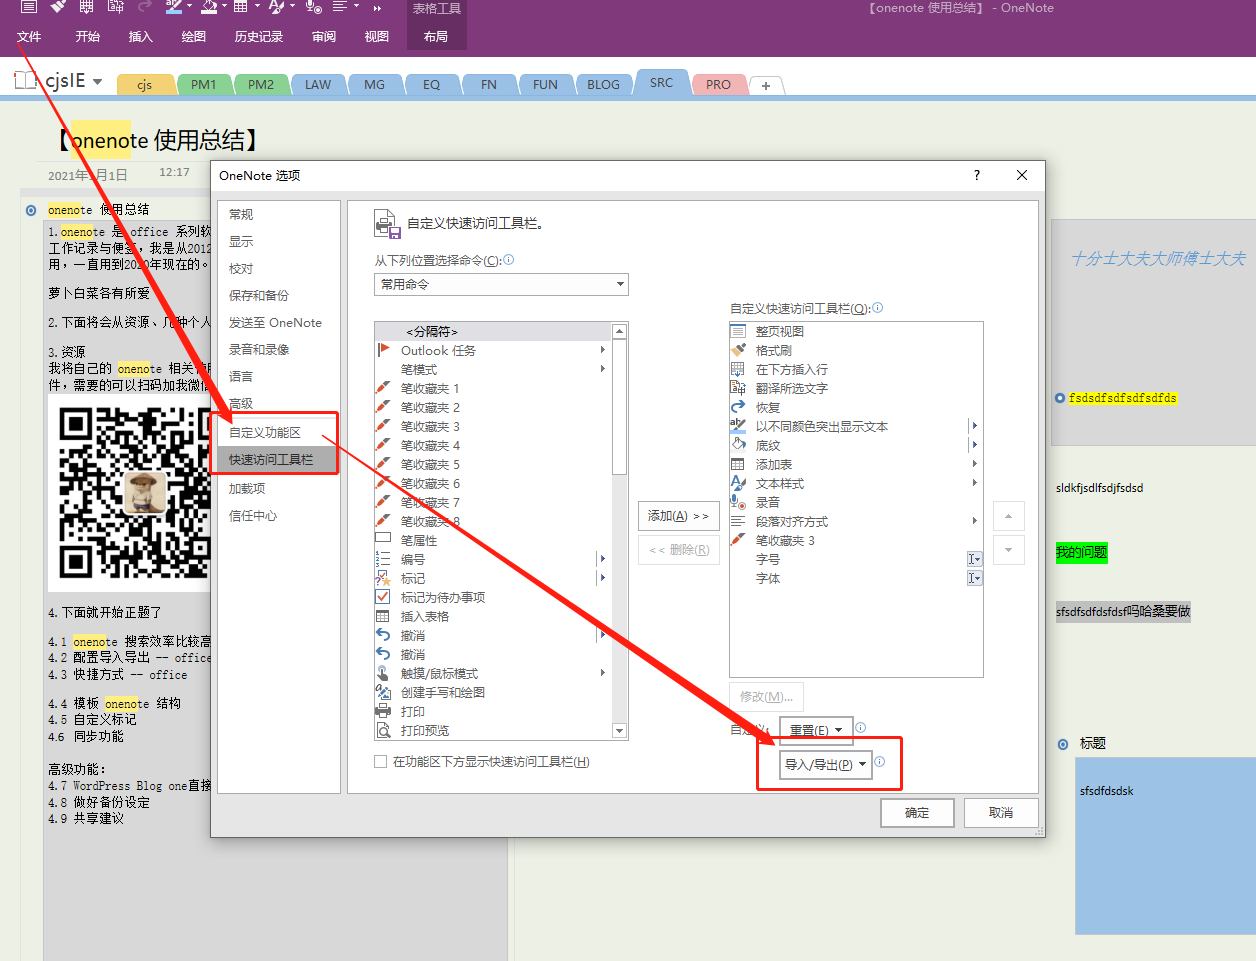 表格工具
【onenote 使用总结】 - OneNote
文件 开始 插入 绘图 历史记录 审阅 视图 布局
cjsIE
cjs PM1 PM2 LAW MG EQ FN FUN BLOG SRC PRO +
【onenote 使用总结】
2021年 月1日 12:17
onenote 使用总结
1.onenote 是 office 系列软
工作记录与便签，我是从2012
用，一直用到2020年现在的。
萝卜白菜各有所爱
2.下面将会从资源、几种个人
3.资源
我将自己的 onenote 相关
件，需要的可以扫码加我微信
4.下面就开始正题了
4.1 onenote 搜索效率比较高
4.2 配置导入导出 -- office
4.3 快捷方式 -- office
4.4 模板 onenote 结构
4.5 自定义标记
4.6 同步功能
高级功能：
4.7 WordPress Blog one直接
4.8 做好备份设定
4.9 共享建议
OneNote 选项
?
常规
显示
校对
保存和备份
发送至 OneNote
录音和录像
语言
高级
自定义功能区
快速访问工具栏
加载项
信任中心
自定义快速访问工具栏。
从下列位置选择命令(C):
常用命令
<分隔符>
Outlook 任务
笔模式
笔收藏夹 1
笔收藏夹 2
笔收藏夹 3
笔收藏夹 4
笔收藏夹 5
笔收藏夹 6
笔收藏夹 7
笔收藏夹 8
笔属性
编号
标记
标记为待办事项
插入表格
撤消
撤消
触摸/鼠标模式
创建手写和绘图
打印
打印预览
在功能区下方显示快速访问工具栏(H)
添加(A) >>
<< 删除(R)
自定义快速访问工具栏(Q):
整页视图
格式刷
在下方插入行
翻译所选文字
恢复
以不同颜色突出显示文本
底纹
添加表
文本样式
录音
段落对齐方式
笔收藏夹 3
字号
字体
修改(M)...
自定义:
重置(E)
导入/导出(P)
确定
取消
十分士大夫大师傅士大夫
fsdsdfsdfsdfsdfds
sldkfjsdlfsdjfsdsd
我的问题
sfsdfsdfdsfdsf吗哈桑要做
标题
sfsdfdsdsk